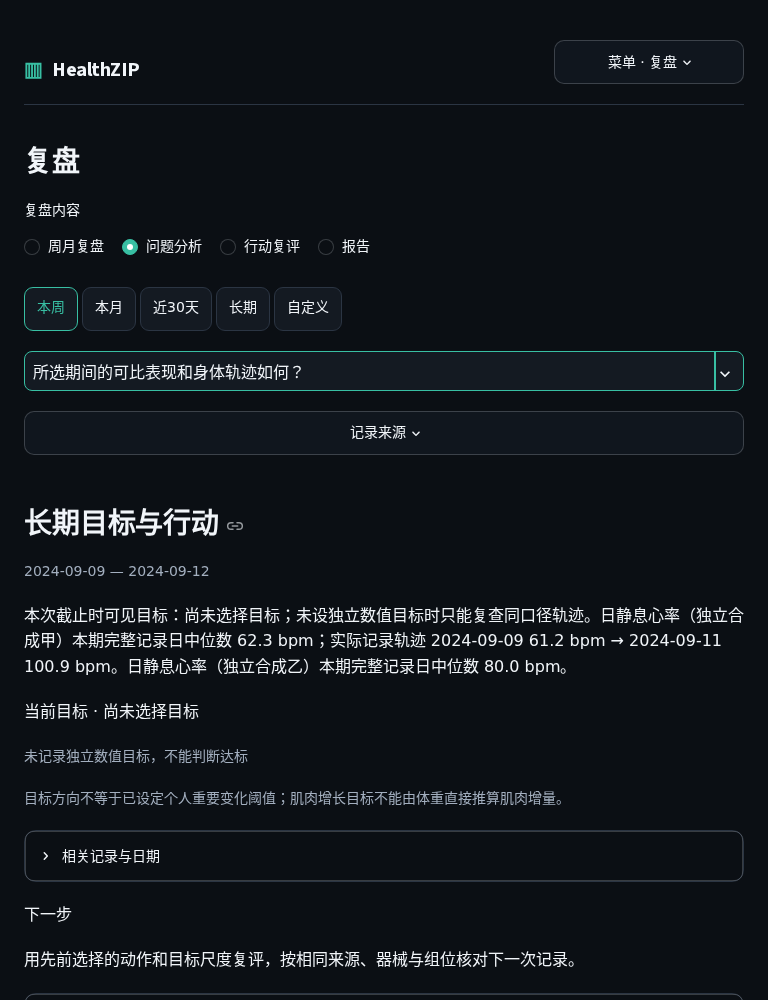 HealthZIP
菜单 · 复盘
复盘
复盘内容
周月复盘 问题分析 行动复评 报告
本周 本月 近30天 长期 自定义
所选期间的可比表现和身体轨迹如何？
记录来源
长期目标与行动
2024-09-09 — 2024-09-12
本次截止时可见目标：尚未选择目标；未设独立数值目标时只能复查同口径轨迹。日静息心率（独立合
成甲）本期完整记录日中位数 62.3 bpm；实际记录轨迹 2024-09-09 61.2 bpm → 2024-09-11
100.9 bpm。日静息心率（独立合成乙）本期完整记录日中位数 80.0 bpm。
当前目标 · 尚未选择目标
未记录独立数值目标，不能判断达标
目标方向不等于已设定个人重要变化阈值；肌肉增长目标不能由体重直接推算肌肉增量。
相关记录与日期
下一步
用先前选择的动作和目标尺度复评，按相同来源、器械与组位核对下一次记录。